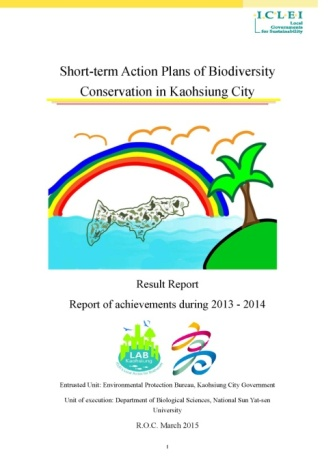 I.C.L.E.I
Local
Governments
for Sustainability
Short-term Action Plans of Biodiversity
Conservation in Kaohsiung City
Result Report
Report of achievements during 2013 - 2014
LAB
Kaohsiung
Entrusted Unit: Environmental Protection Bureau, Kaohsiung City Government
Unit of execution: Department of Biological Sciences, National Sun Yat-sen
University
R.O.C. March 2015
1